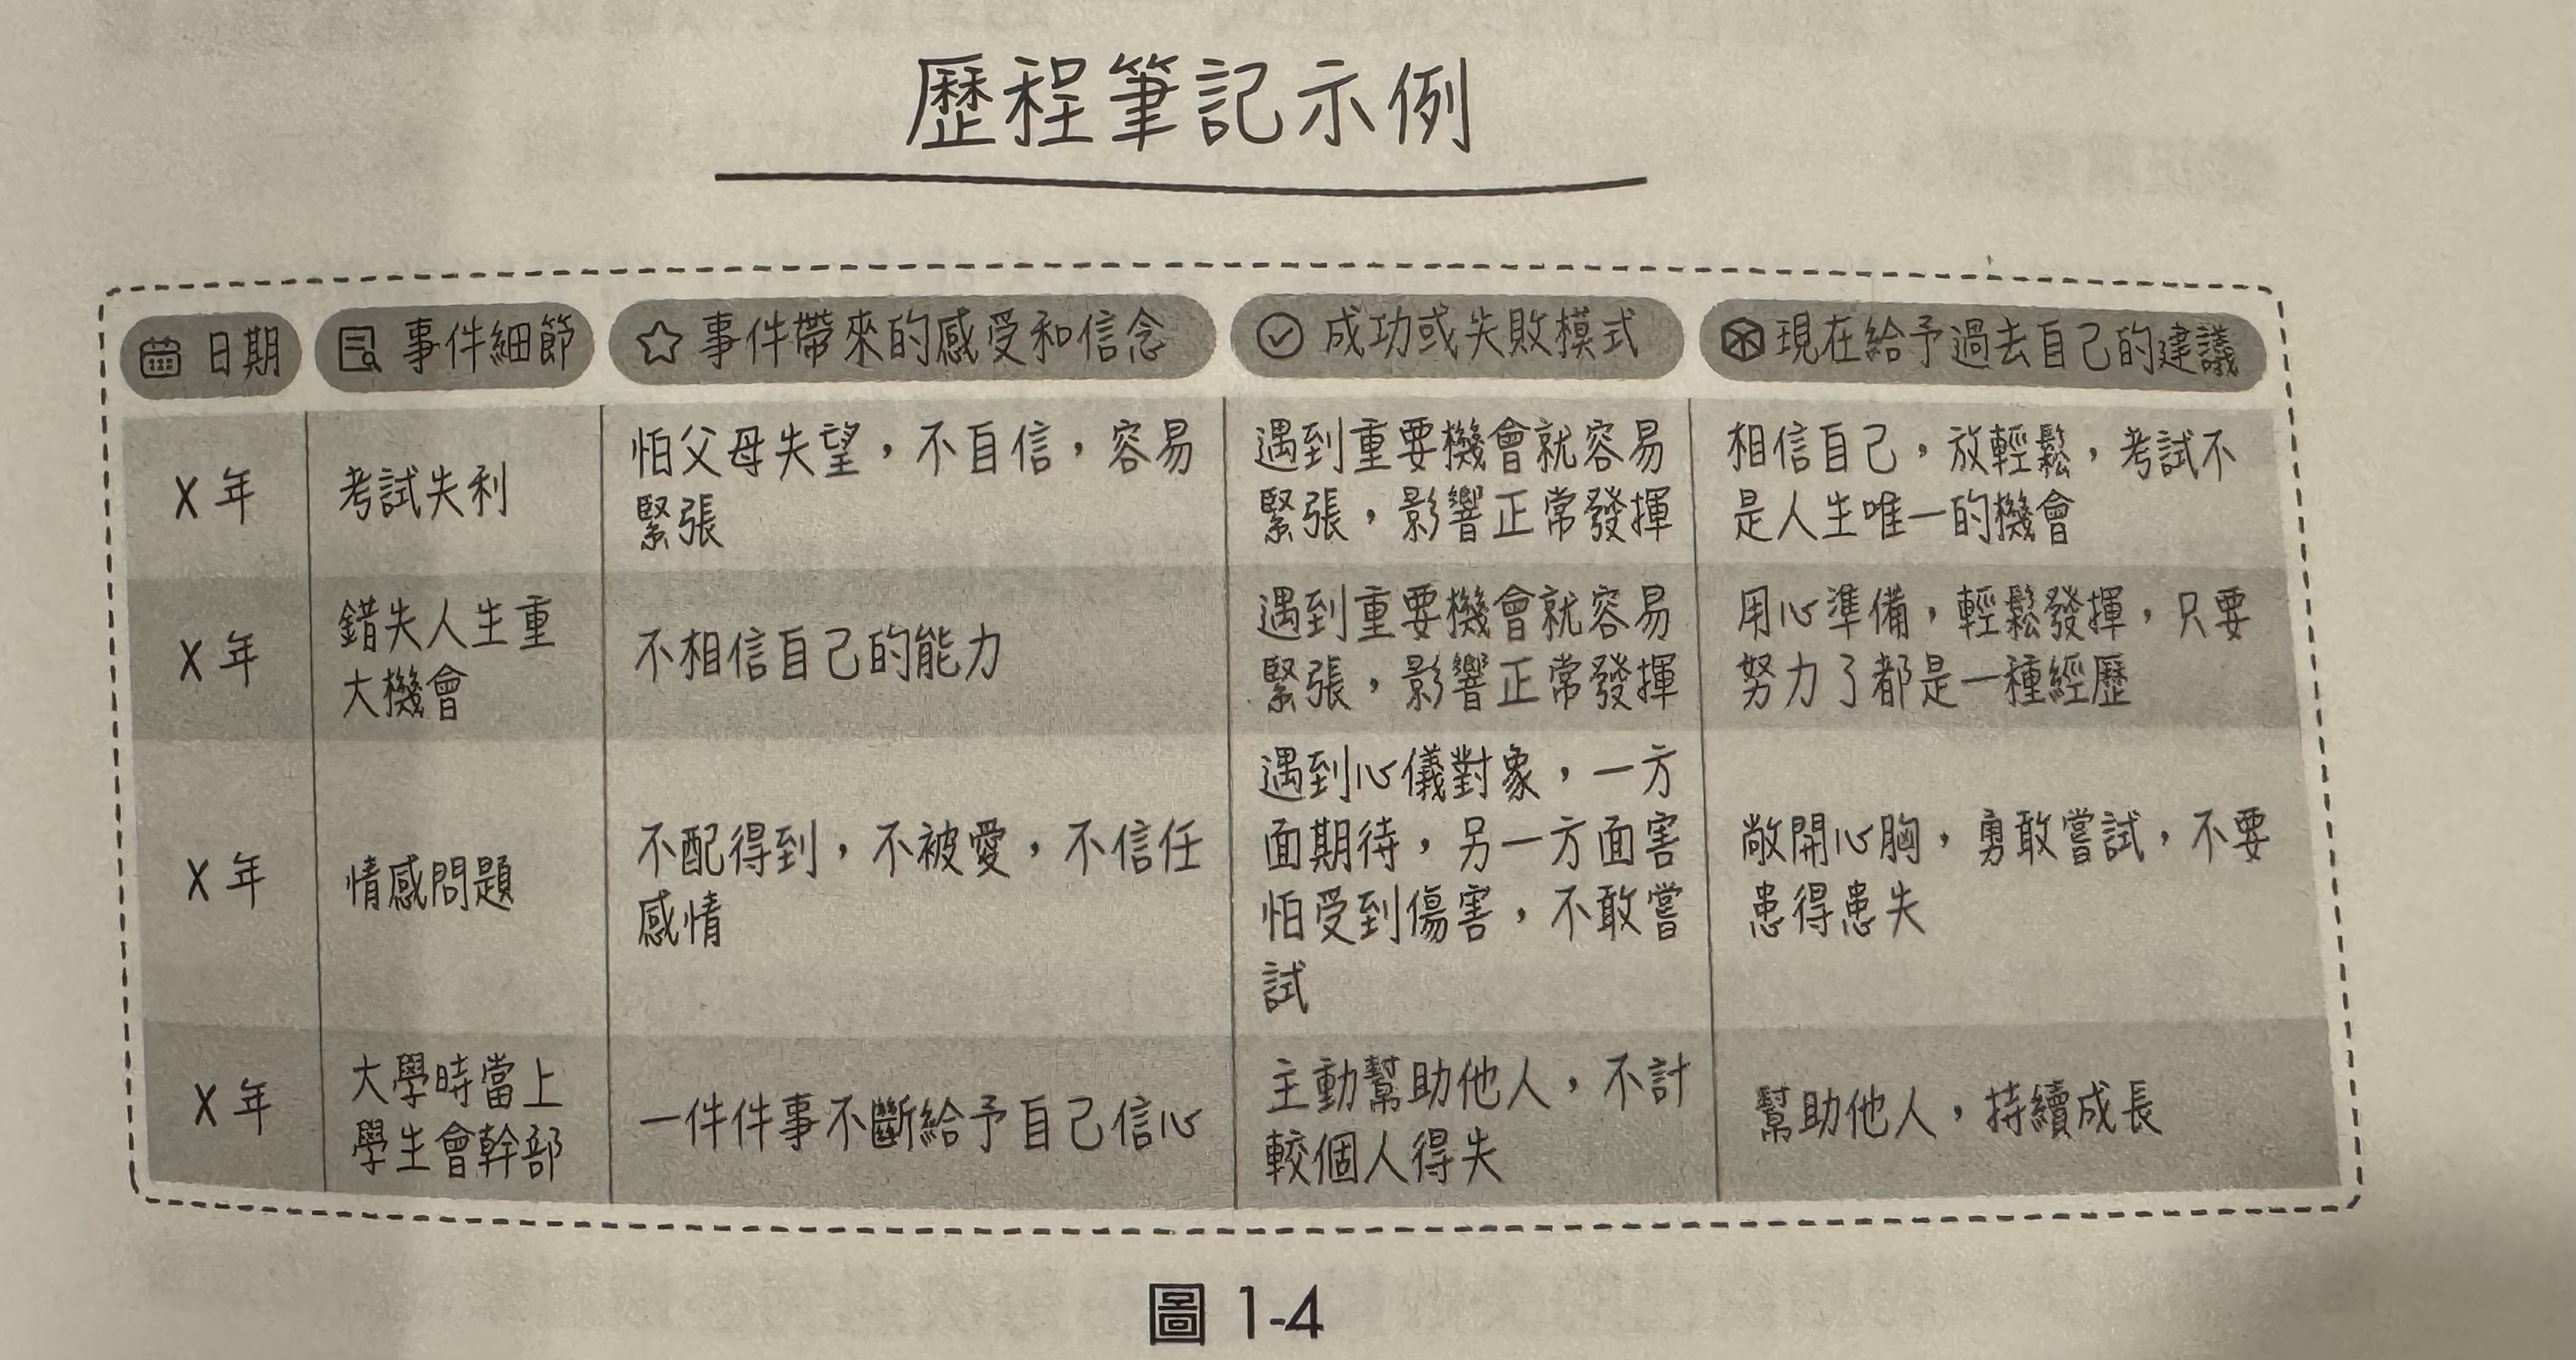 歷程筆記示例
日期 事件細節 事件帶來的感受和信念 成功或失敗模式 現在給予過去自己的建議
X年
考試失利
怕父母失望，不自信，容易
緊張
遇到重要機會就容易
緊張，影響正常發揮
相信自己，放輕鬆，考試不
是人生唯一的機會
X年
錯失人生重
大機會
不相信自己的能力
遇到重要機會就容易
緊張，影響正常發揮
用心準備，輕鬆發揮，只要
努力了都是一種經歷
X年
情感問題
不配得到，不被愛，不信任
感情
遇到心儀對象，一方
面期待，另一方面害
怕受到傷害，不敢嘗
試
敞開心胸，勇敢嘗試，不要
患得患失
X年
大學時當上
學生會幹部
一件件事不斷給予自己信心
主動幫助他人，不計
較個人得失
幫助他人，持續成長
圖 1-4